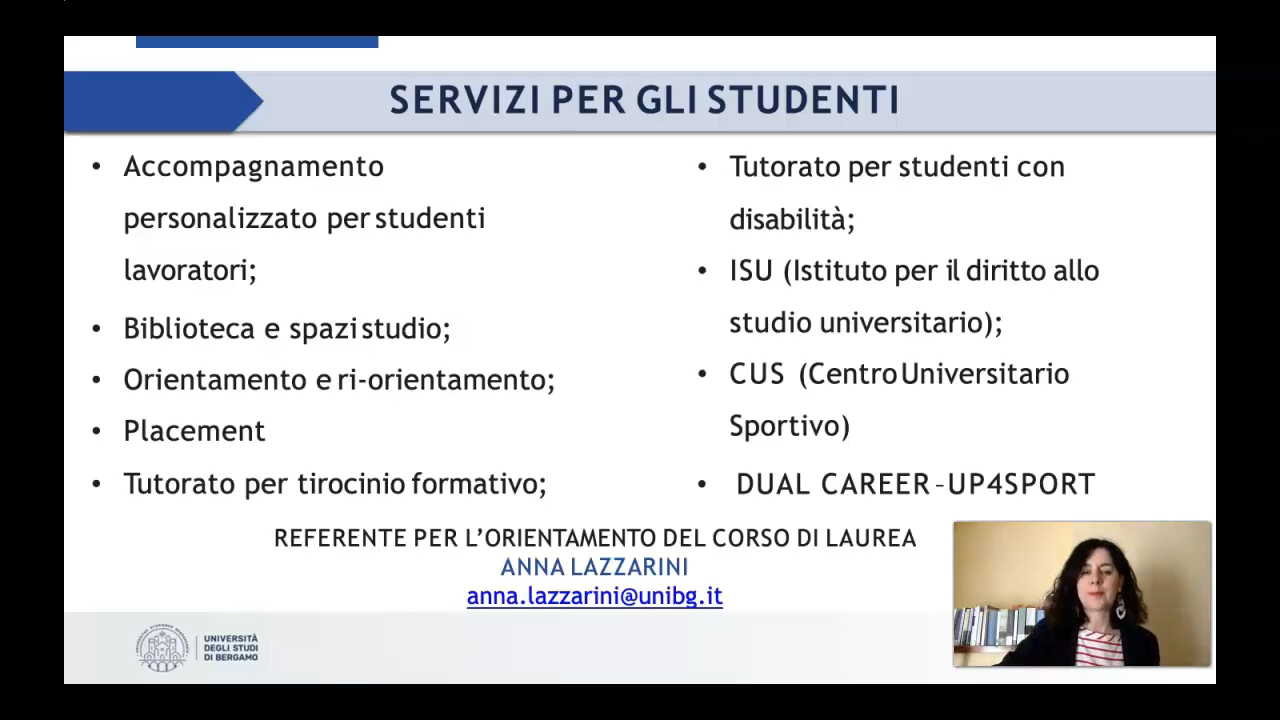 SERVIZI PER GLI STUDENTI
• Accompagnamento
personalizzato per studenti
lavoratori;
• Biblioteca e spazi studio;
• Orientamento e ri-orientamento;
• Placement
• Tutorato per tirocinio formativo;
• Tutorato per studenti con
disabilità;
• ISU (Istituto per il diritto allo
studio universitario);
• CUS (Centro Universitario
Sportivo)
• DUAL CAREER –UP4SPORT
REFERENTE PER L’ORIENTAMENTO DEL CORSO DI LAUREA
ANNA LAZZARINI
anna.lazzarini@unibg.it
UNIVERSITÀ
DEGLI STUDI
DI BERGAMO